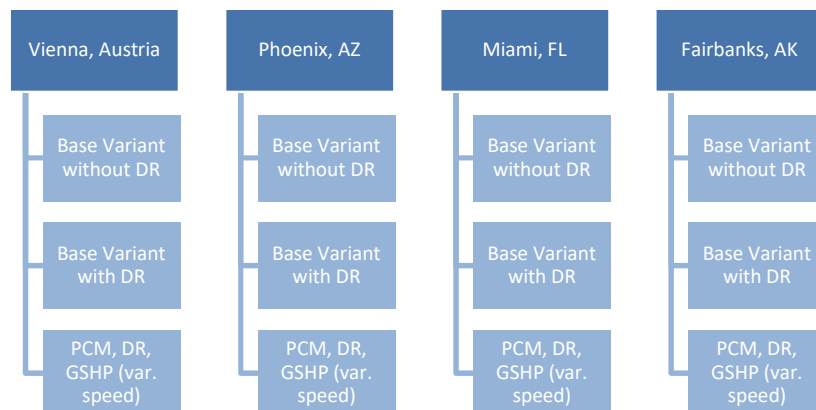 Vienna, Austria
Base Variant
without DR
Base Variant
with DR
PCM, DR,
GSHP (var.
speed)
Phoenix, AZ
Base Variant
without DR
Base Variant
with DR
PCM, DR,
GSHP (var.
speed)
Miami, FL
Base Variant
without DR
Base Variant
with DR
PCM, DR,
GSHP (var.
speed)
Fairbanks, AK
Base Variant
without DR
Base Variant
with DR
PCM, DR,
GSHP (var.
speed)